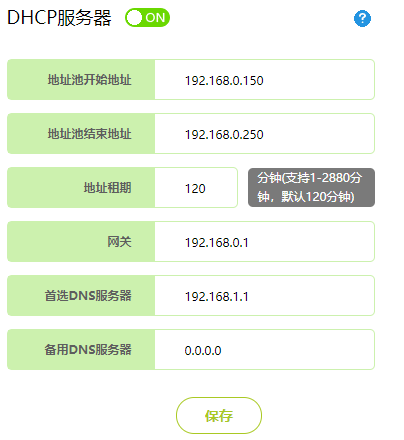 DHCP服务器 ON ?
地址池开始地址 192.168.0.150
地址池结束地址 192.168.0.250
地址租期 120 分钟(支持1-2880分
钟，默认120分钟)
网关 192.168.0.1
首选DNS服务器 192.168.1.1
备用DNS服务器 0.0.0.0
保存